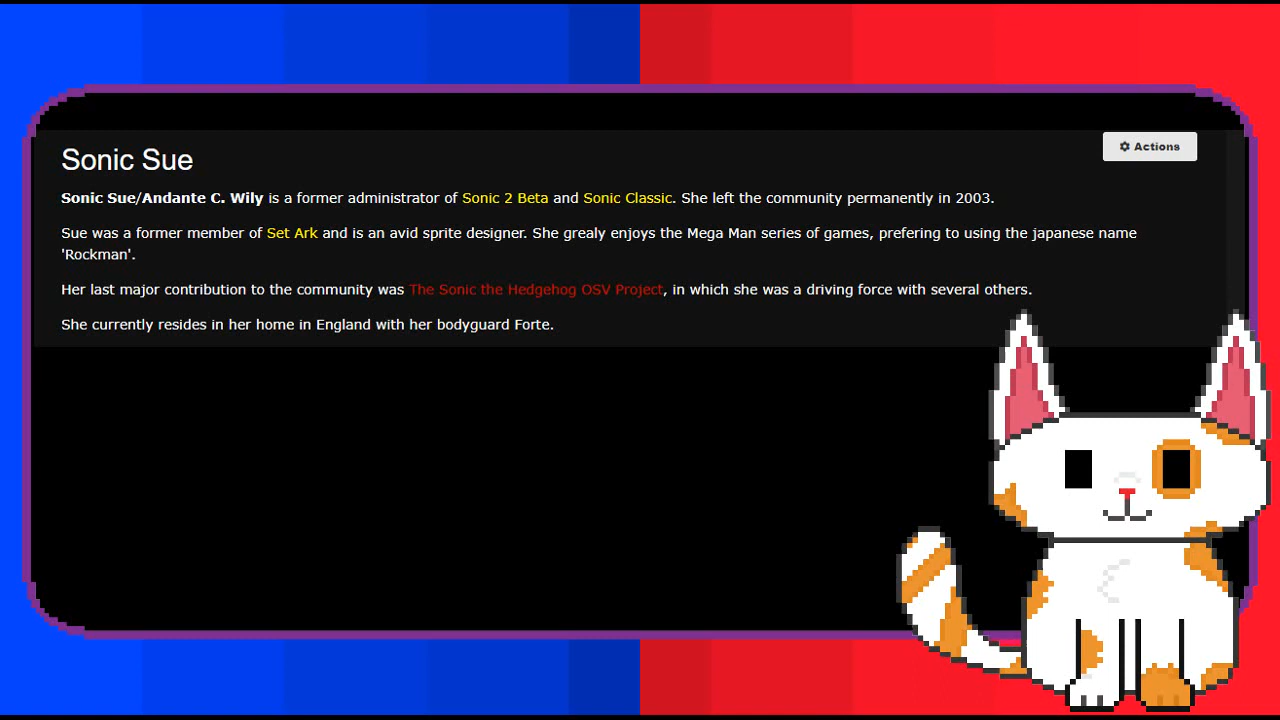 Sonic Sue
Actions
Sonic Sue/Andante C. Wily is a former administrator of Sonic 2 Beta and Sonic Classic. She left the community permanently in 2003.
Sue was a former member of Set Ark and is an avid sprite designer. She grealy enjoys the Mega Man series of games, prefering to using the japanese name
'Rockman'.
Her last major contribution to the community was The Sonic the Hedgehog OSV Project, in which she was a driving force with several others.
She currently resides in her home in England with her bodyguard Forte.